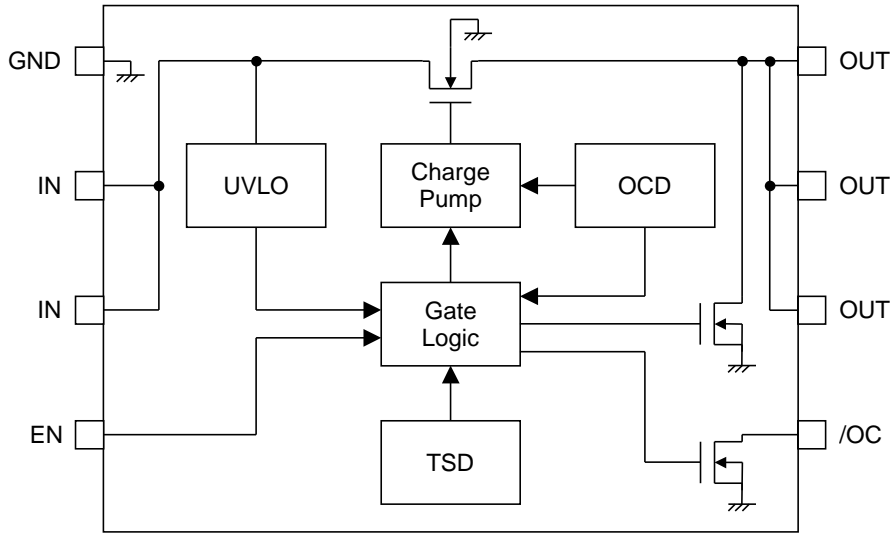 GND
OUT
IN
UVLO
Charge
Pump
OCD
OUT
IN
Gate
Logic
OUT
EN
TSD
/OC